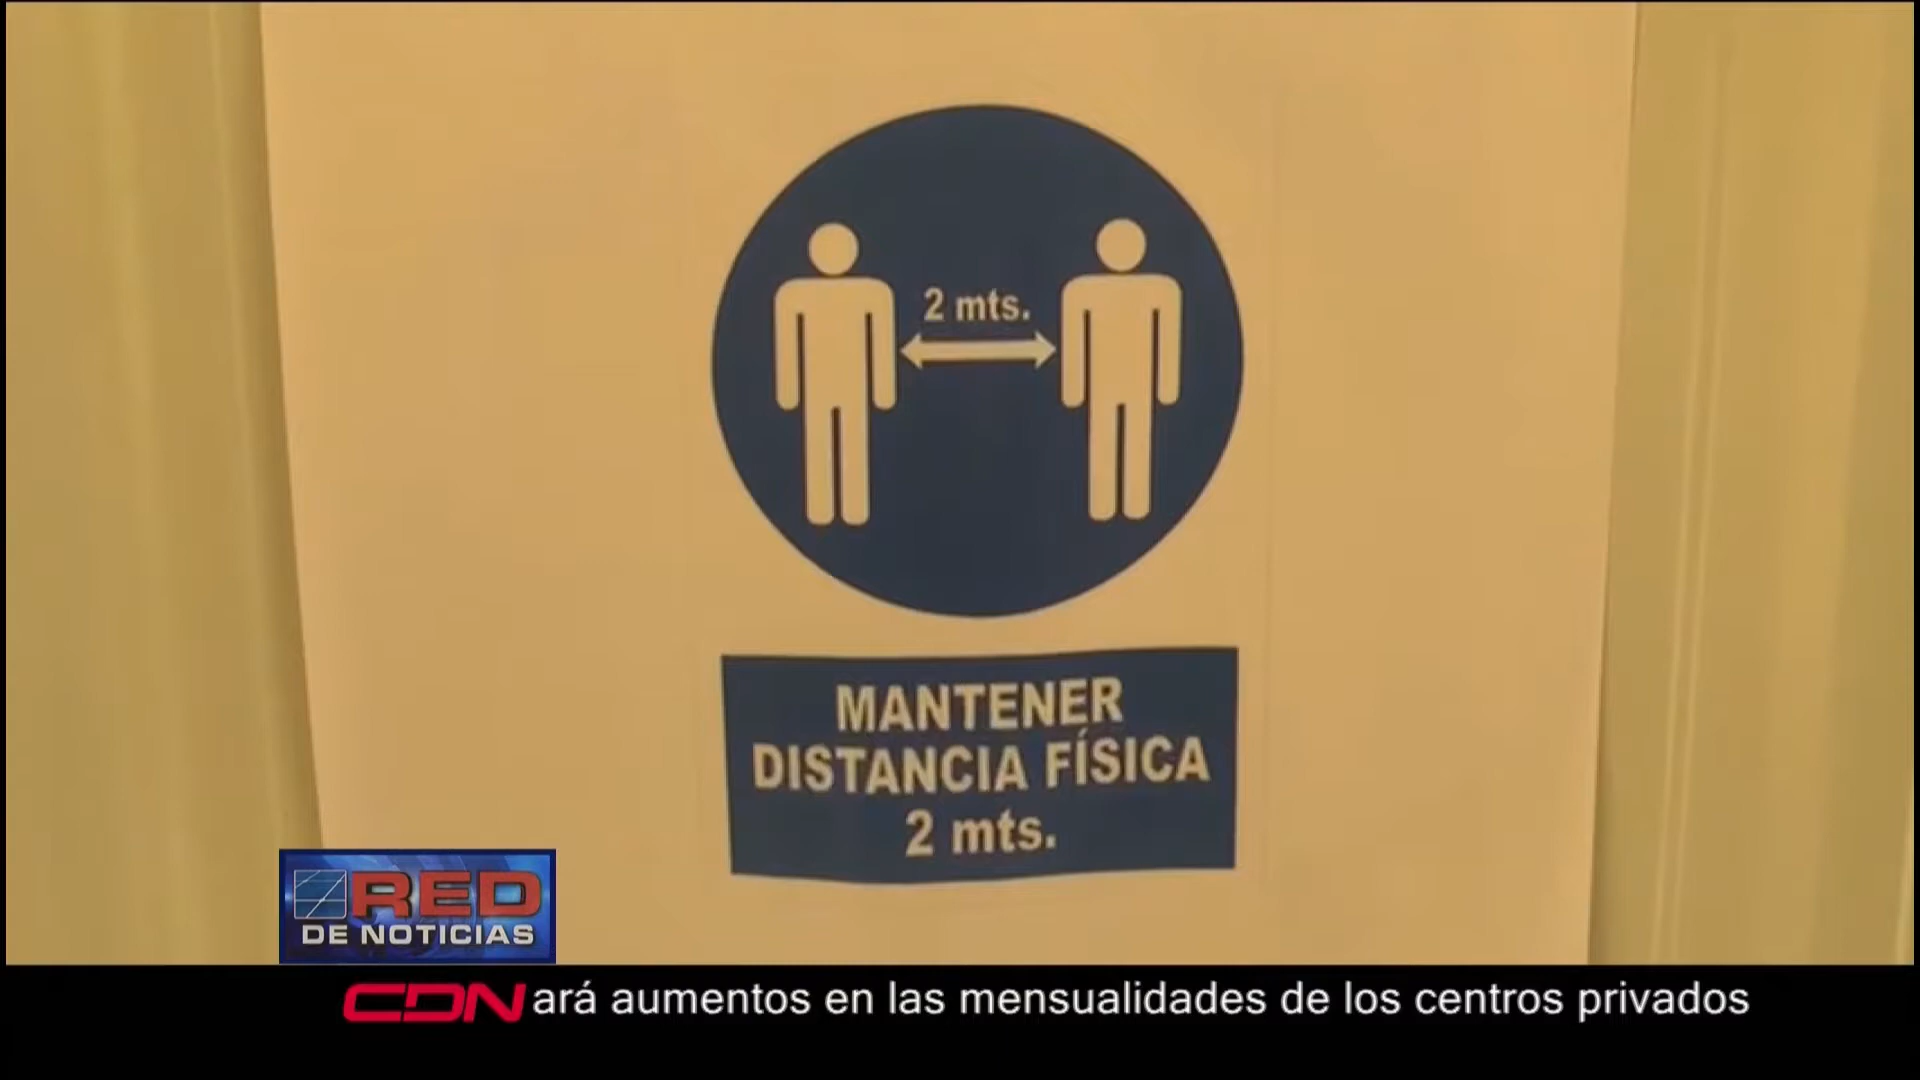 2 mts.
MANTENER
DISTANCIA FÍSICA
2 mts.
RED
DE NOTICIAS
CDN ará aumentos en las mensualidades de los centros privados